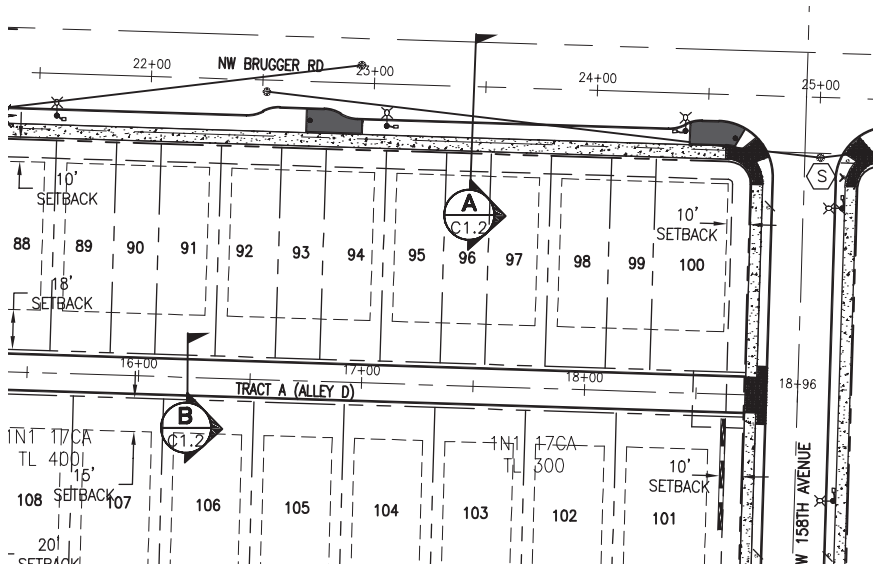 NW BRUGGER RD
22+00
23+00
24+00
25+00
S
10'
SETBACK
A
C1.2
10'
SETBACK
88
89
90
91
92
93
94
95
96
97
98
99
100
18'
SETBACK
16+00
17+00
18+00
18+96
TRACT A (ALLEY D)
B
C1.2
1N1 17CA
TL 400
1N1 17CA
TL 300
15'
SETBACK
10'
SETBACK
108
107
106
105
104
103
102
101
20'
SETBACK
W 158TH AVENUE